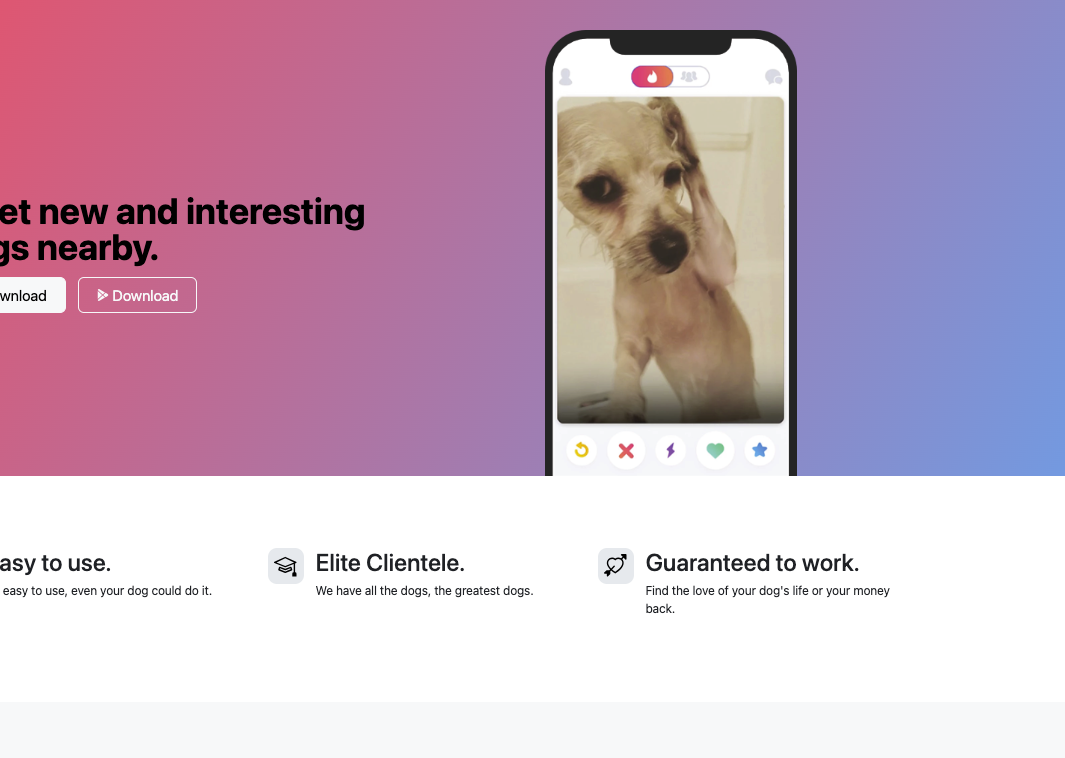 et new and interesting
gs nearby.
wnload
Download
asy to use.
easy to use, even your dog could do it.
Elite Clientele.
We have all the dogs, the greatest dogs.
Guaranteed to work.
Find the love of your dog's life or your money
back.